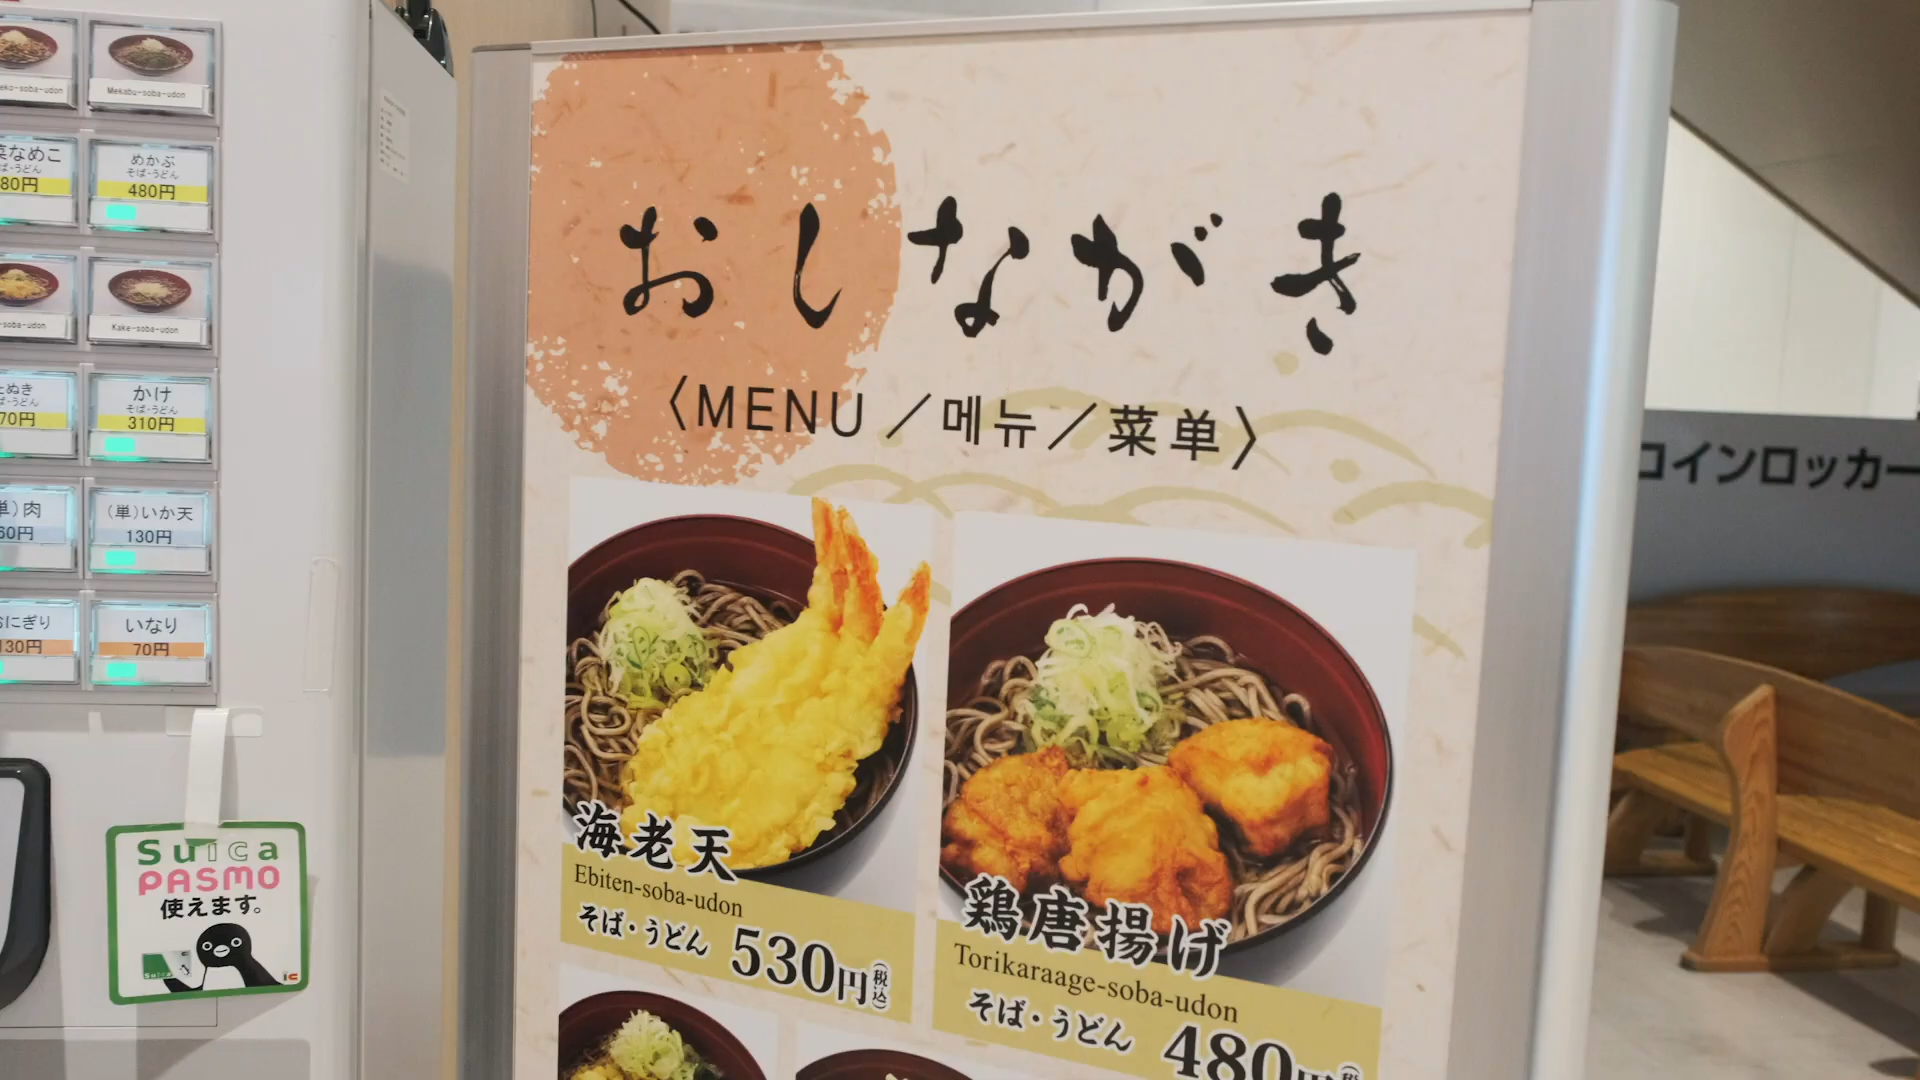 Mekabu-soba-udon
めかぶ
そば・うどん
480円
Kake-soba-udon
かけ
そば・うどん
310円
(単)いか天
130円
いなり
70円
Suica
PASMO
使えます。
Suica
おしながき
〈MENU/메뉴/菜单〉
海老天
Ebiten-soba-udon
そば・うどん 530円(税込)
鶏唐揚げ
Torikaraage-soba-udon
そば・うどん 480円
コインロッカー